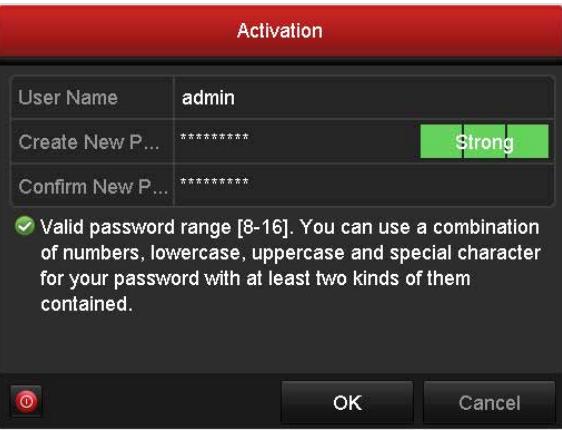 Activation
User Name admin
Create New P... ********* Strong
Confirm New P... *********
Valid password range [8-16]. You can use a combination
of numbers, lowercase, uppercase and special character
for your password with at least two kinds of them
contained.
OK Cancel